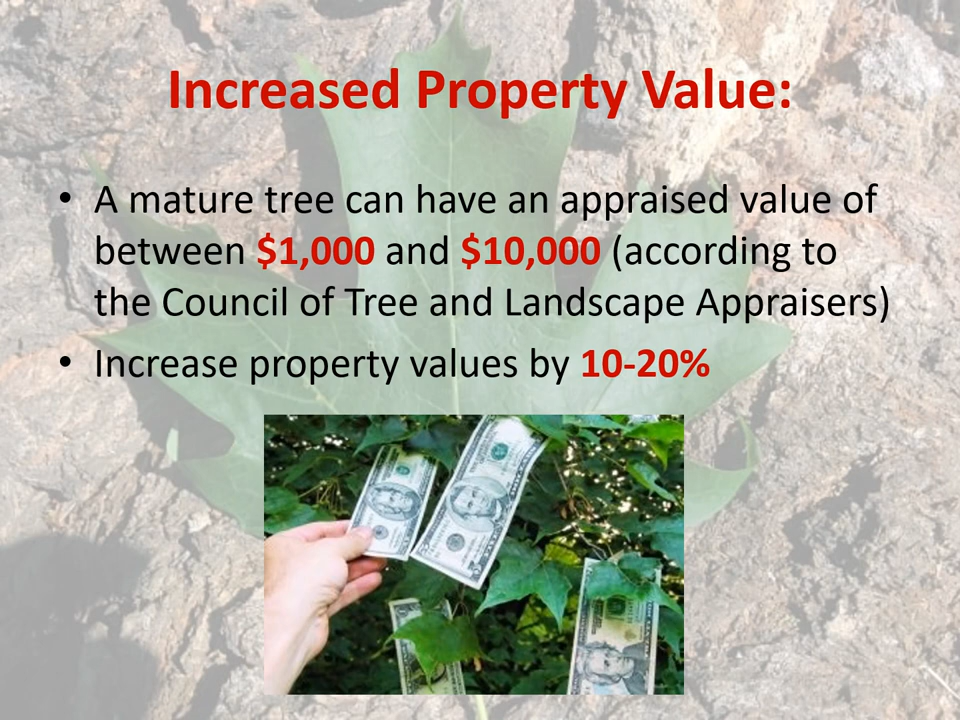 Increased Property Value:
• A mature tree can have an appraised value of
between $1,000 and $10,000 (according to
the Council of Tree and Landscape Appraisers)
• Increase property values by 10-20%